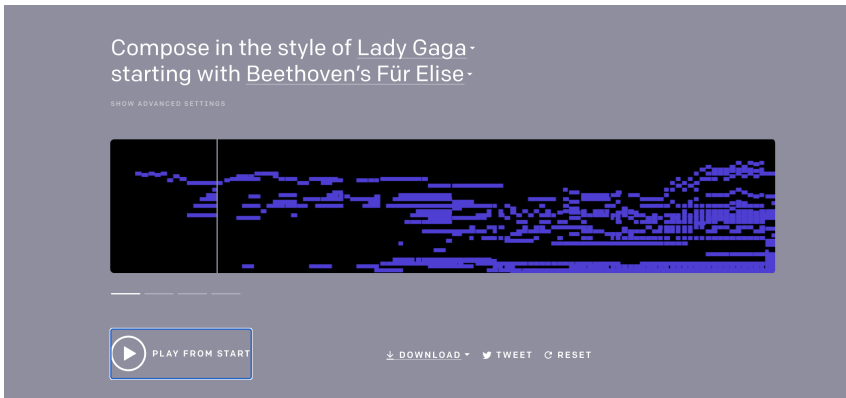 Compose in the style of Lady Gaga
starting with Beethoven's Für Elise
SHOW ADVANCED SETTINGS
PLAY FROM START
DOWNLOAD
TWEET
RESET